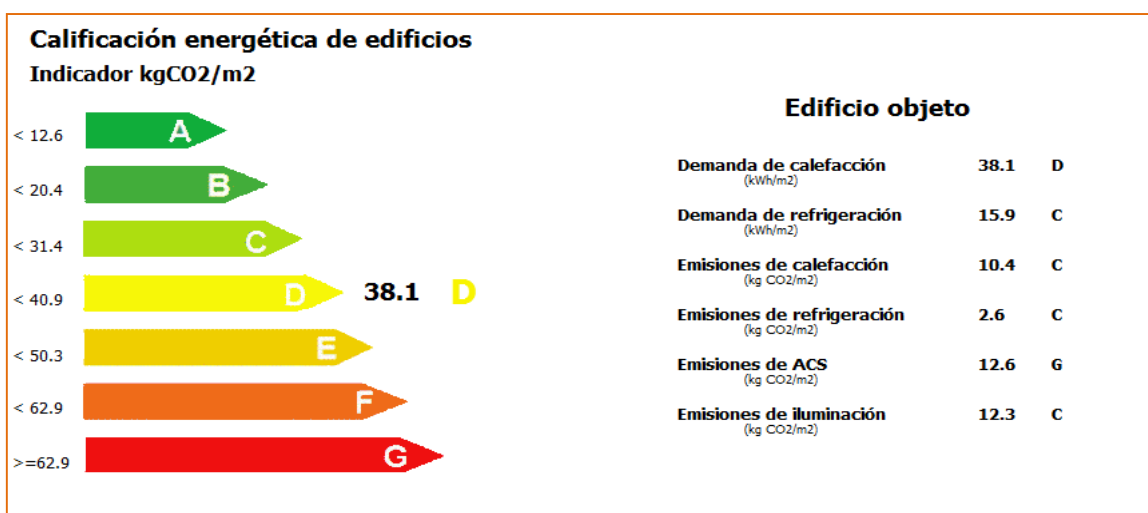 Calificación energética de edificios
Indicador kgCO2/m2
< 12.6 A
< 20.4 B
< 31.4 C
< 40.9 D 38.1 D
< 50.3 E
< 62.9 F
>=62.9 G
Edificio objeto
Demanda de calefacción 38.1 D
(kWh/m2)
Demanda de refrigeración 15.9 C
(kWh/m2)
Emisiones de calefacción 10.4 C
(kg CO2/m2)
Emisiones de refrigeración 2.6 C
(kg CO2/m2)
Emisiones de ACS 12.6 G
(kg CO2/m2)
Emisiones de iluminación 12.3 C
(kg CO2/m2)